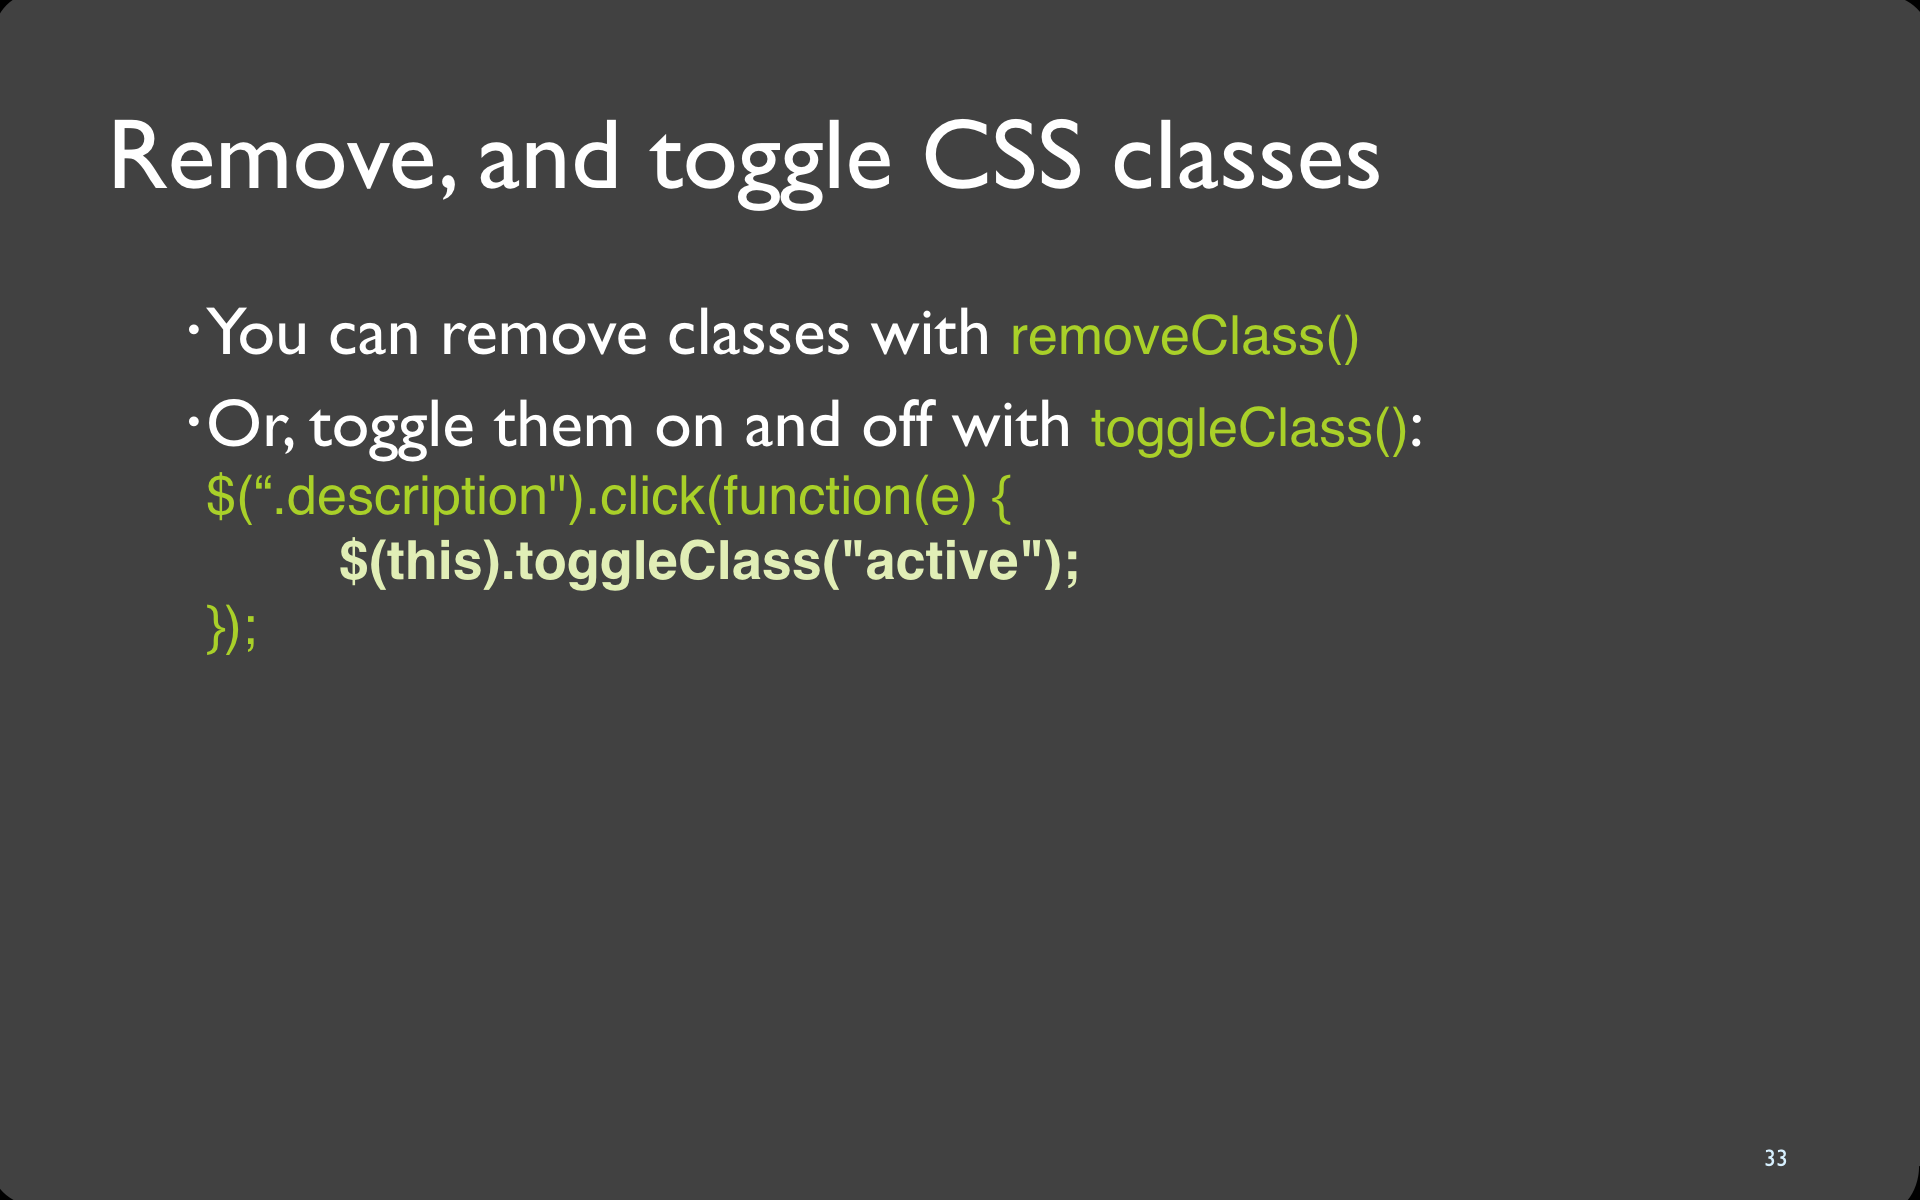 Remove, and toggle CSS classes
·You can remove classes with removeClass()
·Or, toggle them on and off with toggleClass():
$(“.description").click(function(e) {
$(this).toggleClass("active");
});
33